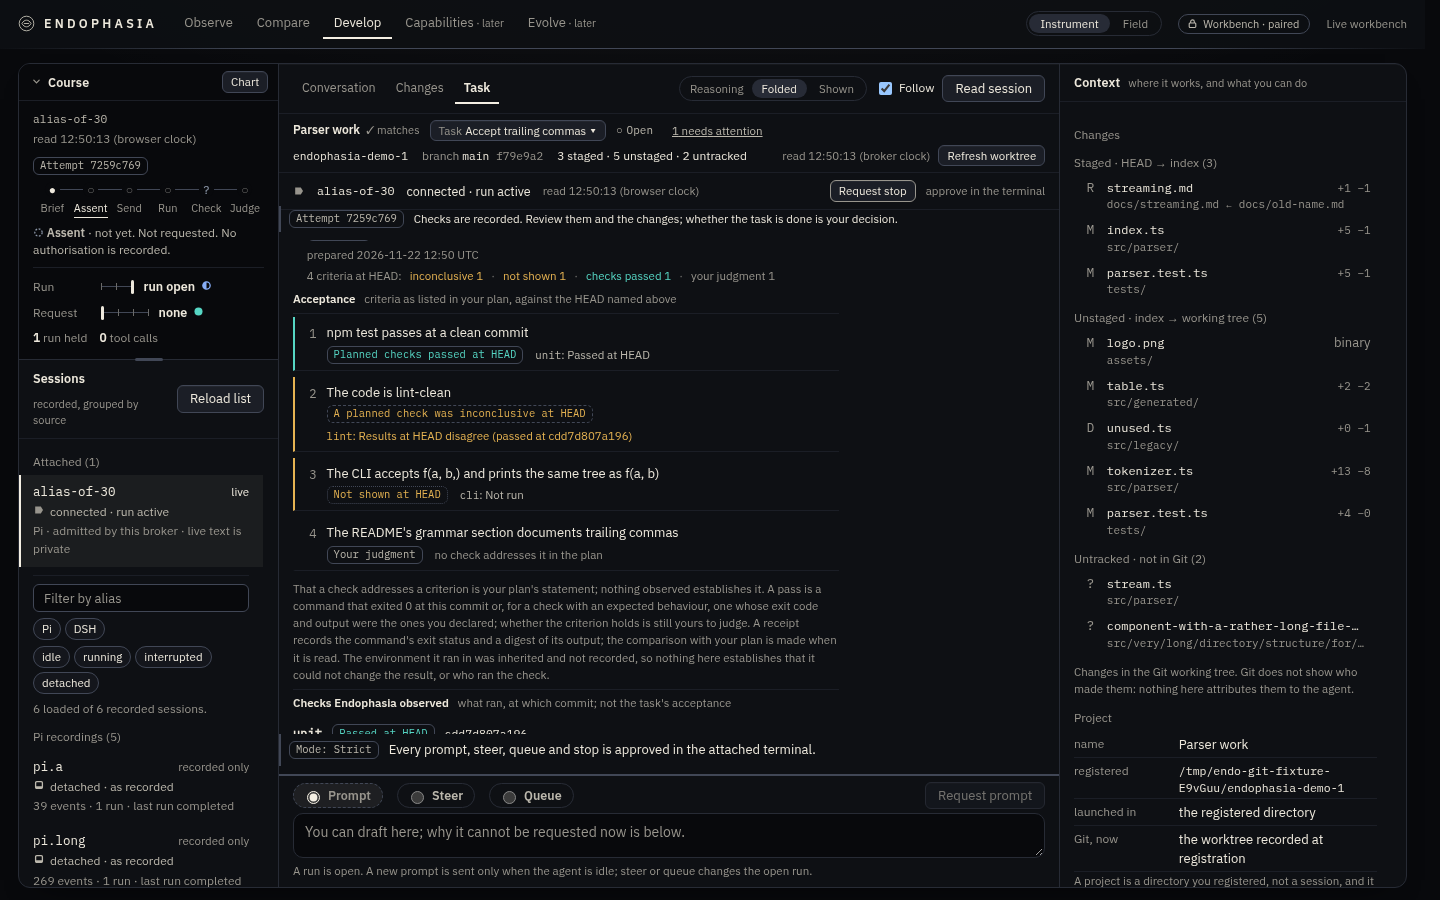 ENDOPHASIA
Observe
Compare
Develop
Capabilities · later
Evolve · later
Instrument
Field
Workbench · paired
Live workbench
Course
Chart
alias-of-30
read 12:50:13 (browser clock)
Attempt 7259c769
?
Brief Assent Send Run Check Judge
Assent · not yet. Not requested. No
authorisation is recorded.
Run run open
Request none
1 run held 0 tool calls
Sessions
recorded, grouped by
source
Reload list
Attached (1)
alias-of-30 live
connected · run active
Pi · admitted by this broker · live text is
private
Filter by alias
Pi DSH
idle running interrupted
detached
6 loaded of 6 recorded sessions.
Pi recordings (5)
pi.a recorded only
detached · as recorded
39 events · 1 run · last run completed
pi.long recorded only
detached · as recorded
269 events · 1 run · last run completed
Conversation Changes Task
Reasoning Folded Shown
Follow
Read session
Parser work ✓ matches
Task Accept trailing commas ▾
○ Open
1 needs attention
endophasia-demo-1 branch main f79e9a2 3 staged · 5 unstaged · 2 untracked
read 12:50:13 (broker clock)
Refresh worktree
alias-of-30 connected · run active read 12:50:13 (browser clock)
Request stop
approve in the terminal
Attempt 7259c769 Checks are recorded. Review them and the changes; whether the task is done is your decision.
prepared 2026-11-22 12:50 UTC
4 criteria at HEAD: inconclusive 1 · not shown 1 · checks passed 1 · your judgment 1
Acceptance criteria as listed in your plan, against the HEAD named above
1 npm test passes at a clean commit
Planned checks passed at HEAD unit: Passed at HEAD
2 The code is lint-clean
A planned check was inconclusive at HEAD
lint: Results at HEAD disagree (passed at cdd7d807a196)
3 The CLI accepts f(a, b,) and prints the same tree as f(a, b)
Not shown at HEAD cli: Not run
4 The README's grammar section documents trailing commas
Your judgment no check addresses it in the plan
That a check addresses a criterion is your plan's statement; nothing observed establishes it. A pass is a
command that exited 0 at this commit or, for a check with an expected behaviour, one whose exit code
and output were the ones you declared; whether the criterion holds is still yours to judge. A receipt
records the command's exit status and a digest of its output; the comparison with your plan is made when
it is read. The environment it ran in was inherited and not recorded, so nothing here establishes that it
could not change the result, or who ran the check.
Checks Endophasia observed what ran, at which commit; not the task's acceptance
unit Passed at HEAD cdd7d807a196
Mode: Strict Every prompt, steer, queue and stop is approved in the attached terminal.
Prompt Steer Queue
Request prompt
You can draft here; why it cannot be requested now is below.
A run is open. A new prompt is sent only when the agent is idle; steer or queue changes the open run.
Context where it works, and what you can do
Changes
Staged · HEAD → index (3)
R streaming.md +1 −1
docs/streaming.md ← docs/old-name.md
M index.ts +5 −1
src/parser/
M parser.test.ts +5 −1
tests/
Unstaged · index → working tree (5)
M logo.png binary
assets/
M table.ts +2 −2
src/generated/
D unused.ts +0 −1
src/legacy/
M tokenizer.ts +13 −8
src/parser/
M parser.test.ts +4 −0
tests/
Untracked · not in Git (2)
? stream.ts
src/parser/
? component-with-a-rather-long-file-…
src/very/long/directory/structure/for/…
Changes in the Git working tree. Git does not show who
made them: nothing here attributes them to the agent.
Project
name Parser work
registered /tmp/endo-git-fixture-
E9vGuu/endophasia-demo-1
launched in the registered directory
Git, now the worktree recorded at
registration
A project is a directory you registered, not a session, and it